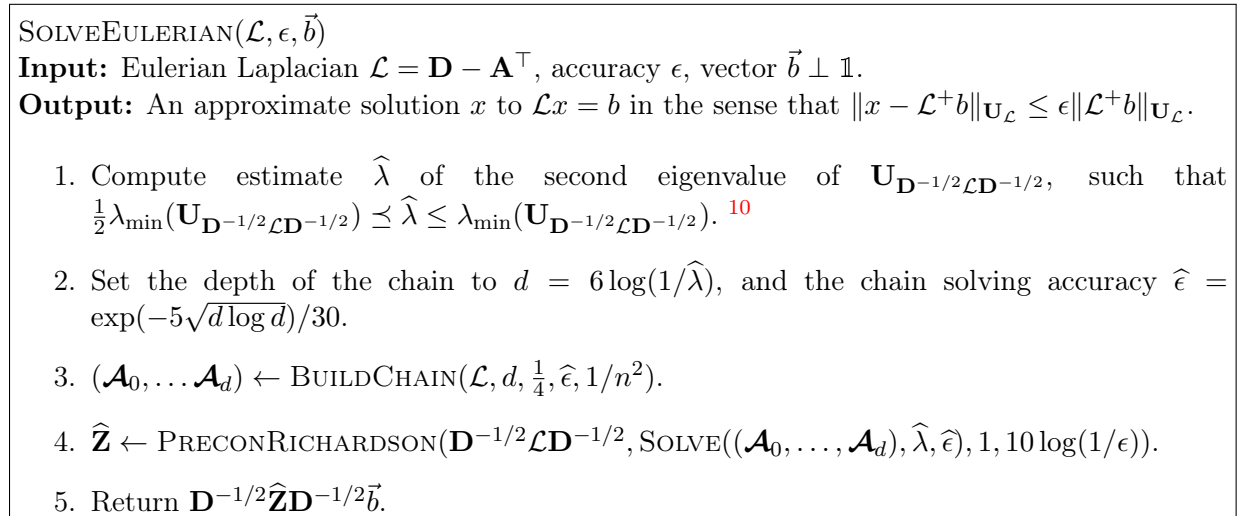 SOLVEEULERIAN(𝓛, ϵ, b⃗)
Input: Eulerian Laplacian 𝓛 = D − A⊤, accuracy ϵ, vector b⃗ ⊥ 𝟙.
Output: An approximate solution x to 𝓛x = b in the sense that ‖x − 𝓛⁺b‖_{U_𝓛} ≤ ϵ‖𝓛⁺b‖_{U_𝓛}.
1. Compute estimate λ̂ of the second eigenvalue of U_{D^{−1/2}𝓛D^{−1/2}}, such that
½λ_min(U_{D^{−1/2}𝓛D^{−1/2}}) ⪯ λ̂ ≤ λ_min(U_{D^{−1/2}𝓛D^{−1/2}}). ¹⁰
2. Set the depth of the chain to d = 6 log(1/λ̂), and the chain solving accuracy ϵ̂ =
exp(−5√(d log d))/30.
3. (𝓐₀, … 𝓐_d) ← BUILDCHAIN(𝓛, d, ¼, ϵ̂, 1/n²).
4. Ẑ ← PRECONRICHARDSON(D^{−1/2}𝓛D^{−1/2}, SOLVE((𝓐₀, …, 𝓐_d), λ̂, ϵ̂), 1, 10 log(1/ϵ)).
5. Return D^{−1/2}ẐD^{−1/2}b⃗.